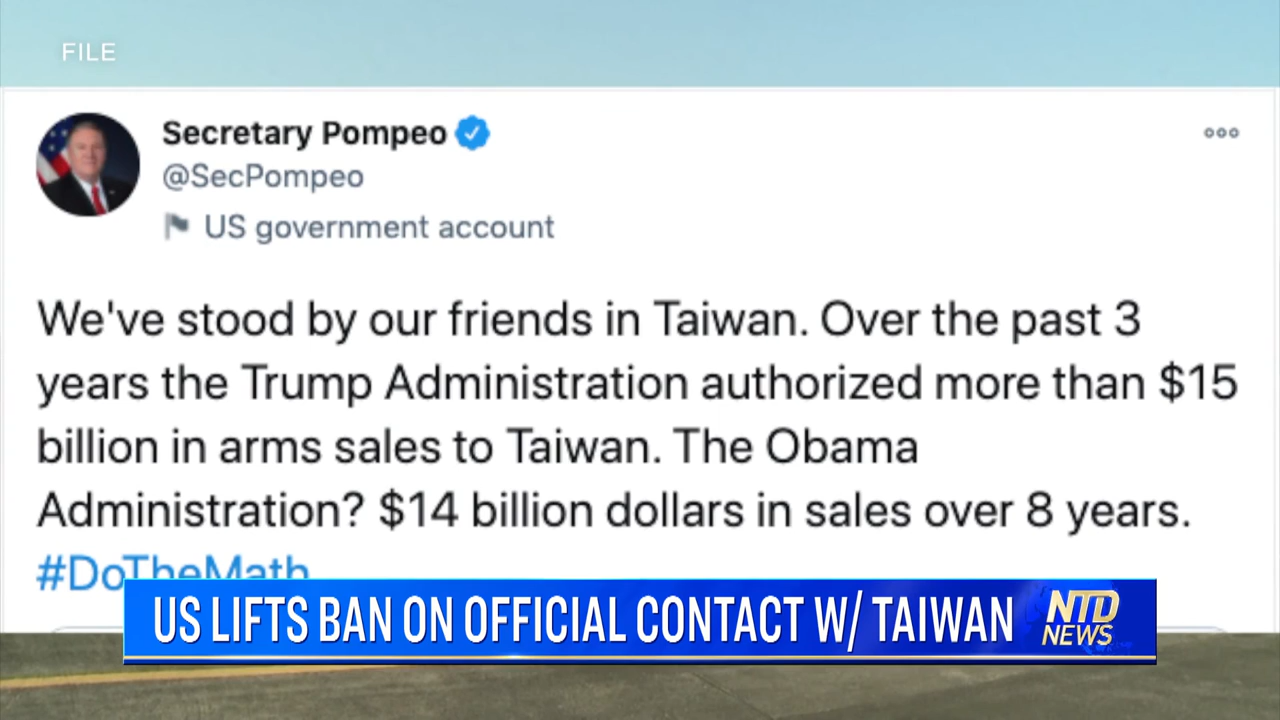 FILE
Secretary Pompeo
@SecPompeo
US government account
We've stood by our friends in Taiwan. Over the past 3
years the Trump Administration authorized more than $15
billion in arms sales to Taiwan. The Obama
Administration? $14 billion dollars in sales over 8 years.
#DoTheMath
US LIFTS BAN ON OFFICIAL CONTACT W/ TAIWAN
NTD
NEWS